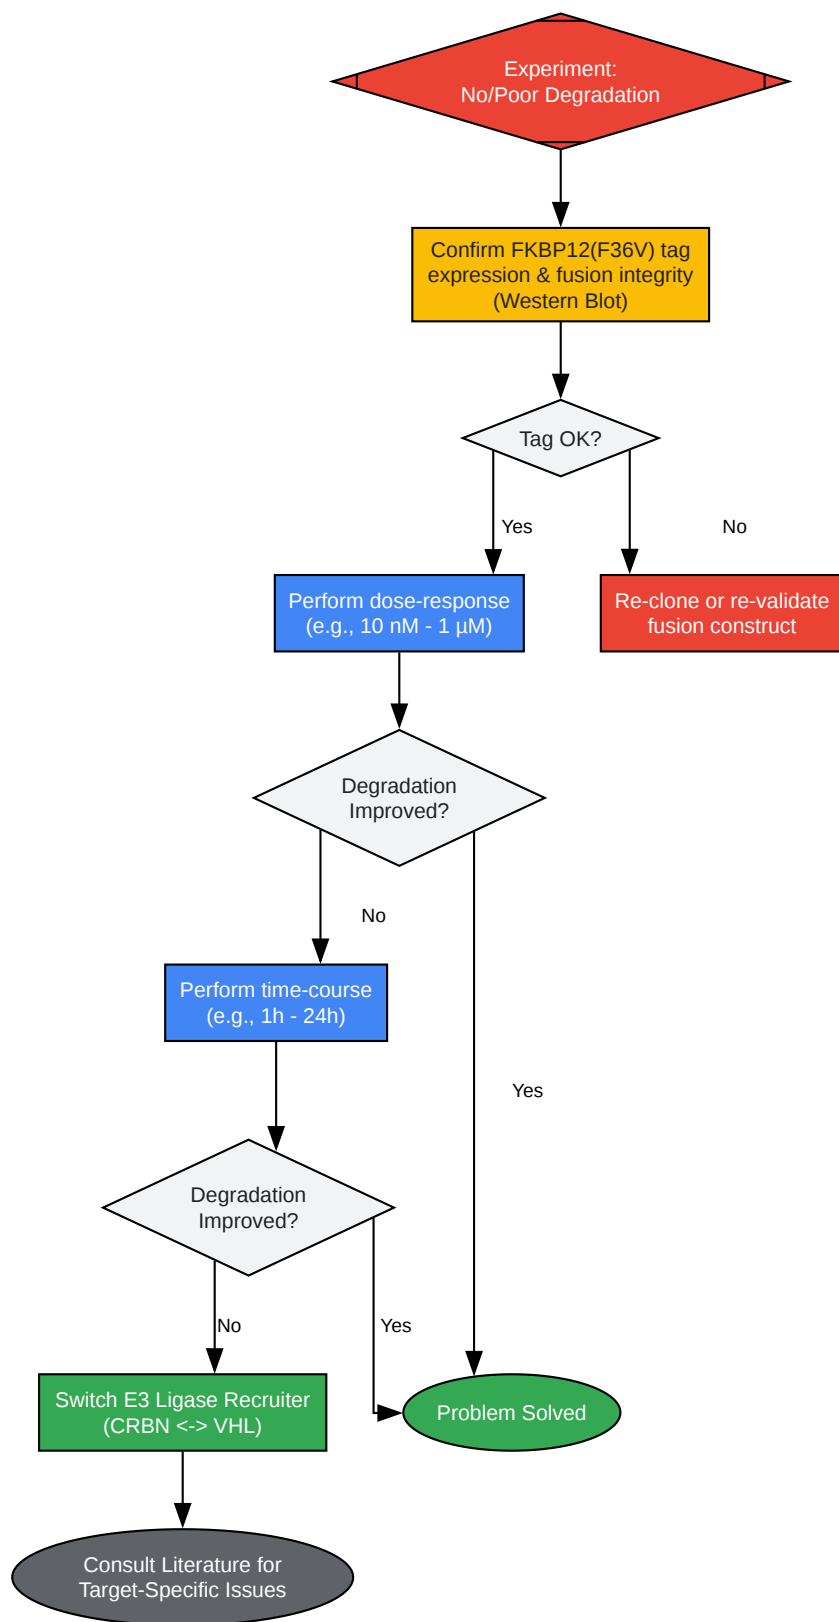 Experiment:
No/Poor Degradation
Confirm FKBP12(F36V) tag
expression & fusion integrity
(Western Blot)
Tag OK?
Yes
No
Perform dose-response
(e.g., 10 nM - 1 µM)
Re-clone or re-validate
fusion construct
Degradation
Improved?
No
Perform time-course
(e.g., 1h - 24h)
Yes
Degradation
Improved?
No
Yes
Switch E3 Ligase Recruiter
(CRBN <-> VHL)
Problem Solved
Consult Literature for
Target-Specific Issues